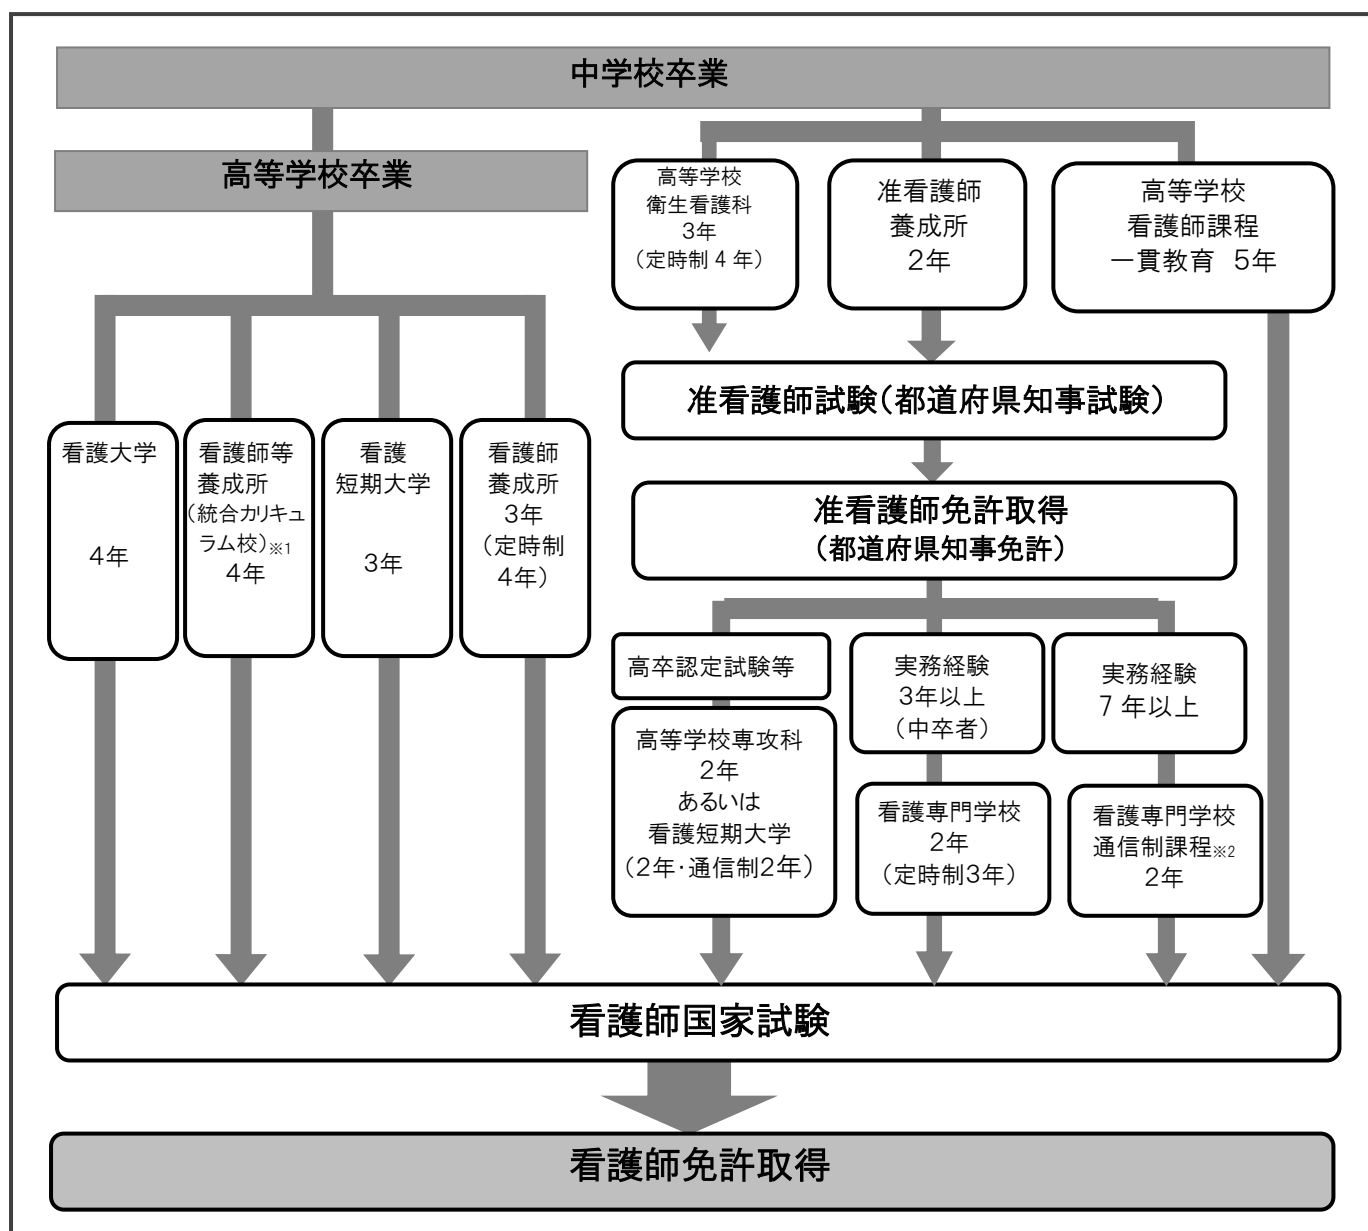 中学校卒業
高等学校卒業
高等学校
衛生看護科
3年
（定時制 4 年）
准看護師
養成所
2年
高等学校
看護師課程
一貫教育 5年
准看護師試験（都道府県知事試験）
看護大学
4年
看護師等
養成所
（統合カリキュ
ラム校）※1
4年
看護
短期大学
3年
看護師
養成所
3年
（定時制
4年）
准看護師免許取得
（都道府県知事免許）
高卒認定試験等
高等学校専攻科
2年
あるいは
看護短期大学
（2年・通信制2年）
実務経験
3年以上
（中卒者）
看護専門学校
2年
（定時制3年）
実務経験
7 年以上
看護専門学校
通信制課程※2
2年
看護師国家試験
看護師免許取得